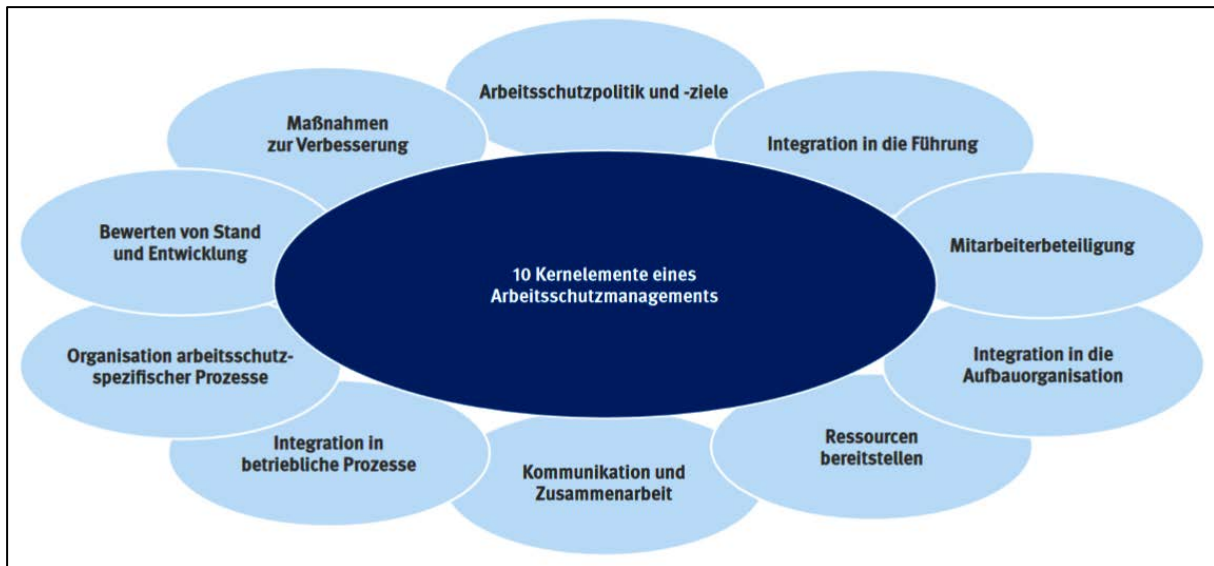 Arbeitsschutzpolitik und -ziele
Integration in die Führung
Mitarbeiterbeteiligung
Integration in die
Aufbauorganisation
Ressourcen
bereitstellen
Kommunikation und
Zusammenarbeit
Integration in
betriebliche Prozesse
Organisation arbeitsschutz-
spezifischer Prozesse
Bewerten von Stand
und Entwicklung
Maßnahmen
zur Verbesserung
10 Kernelemente eines
Arbeitsschutzmanagements